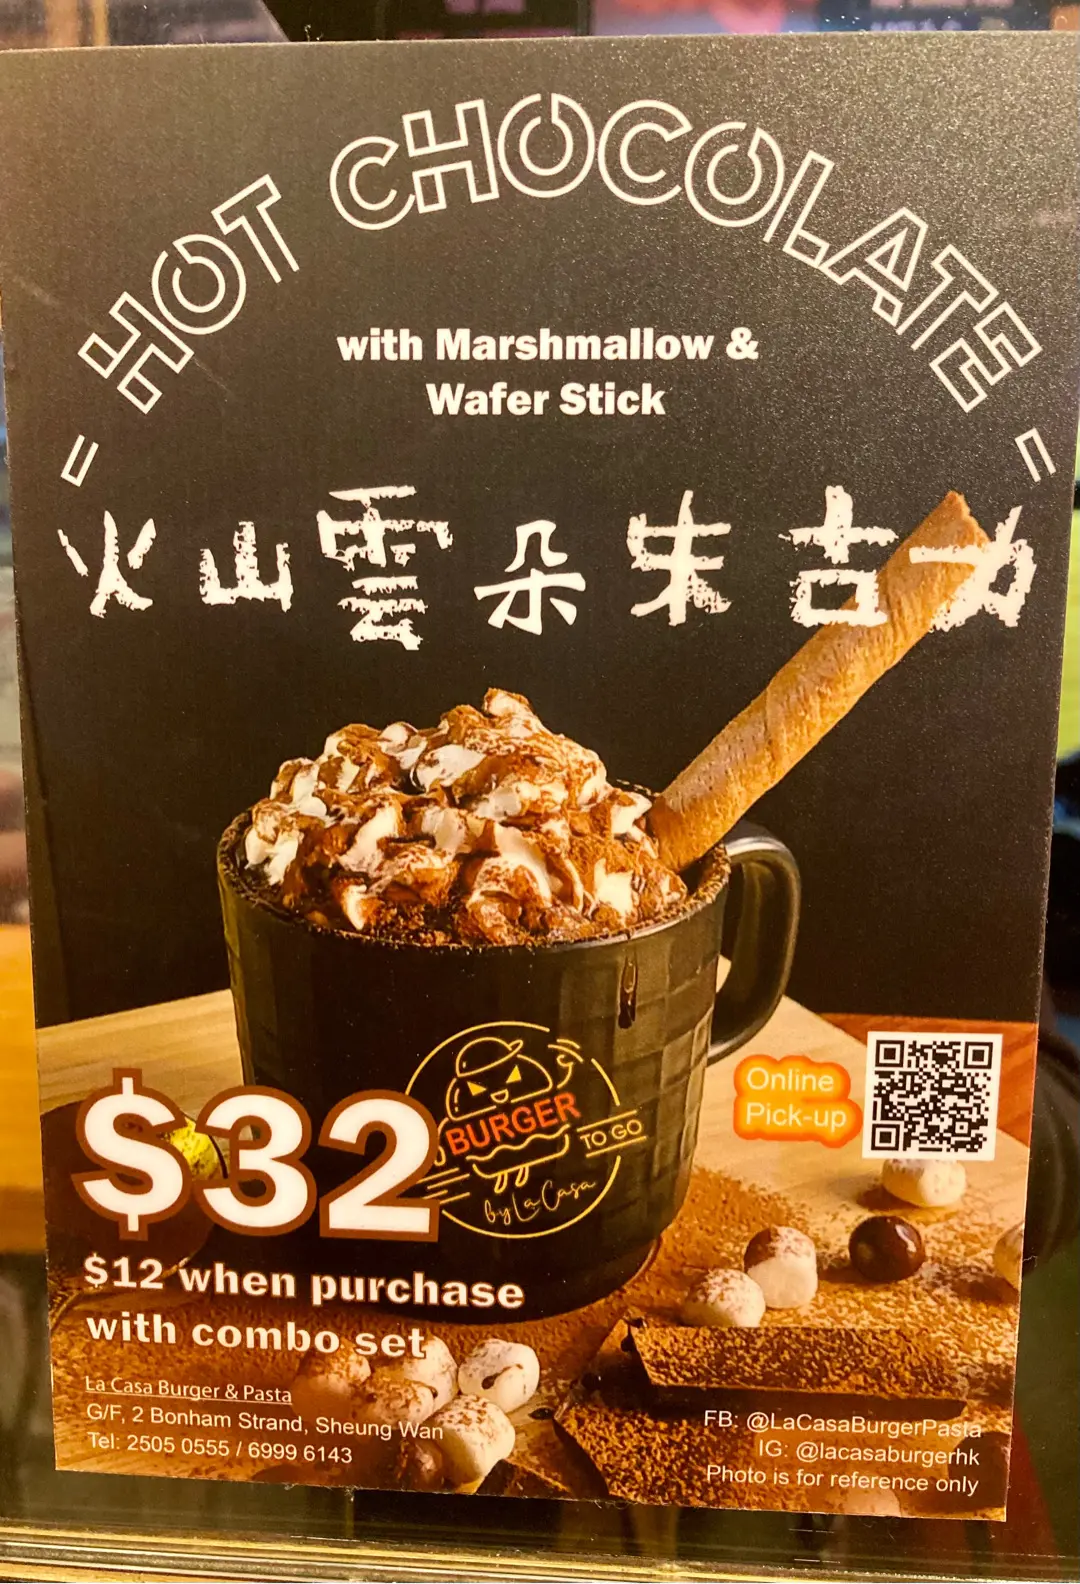 HOT CHOCOLATE
with Marshmallow &
Wafer Stick
火山雲朵朱古力
$32
BURGER
TO GO
by La Casa
Online
Pick-up
$12 when purchase
with combo set
La Casa Burger & Pasta
G/F, 2 Bonham Strand, Sheung Wan
Tel: 2505 0555 / 6999 6143
FB: @LaCasaBurgerPasta
IG: @lacasaburgerhk
Photo is for reference only